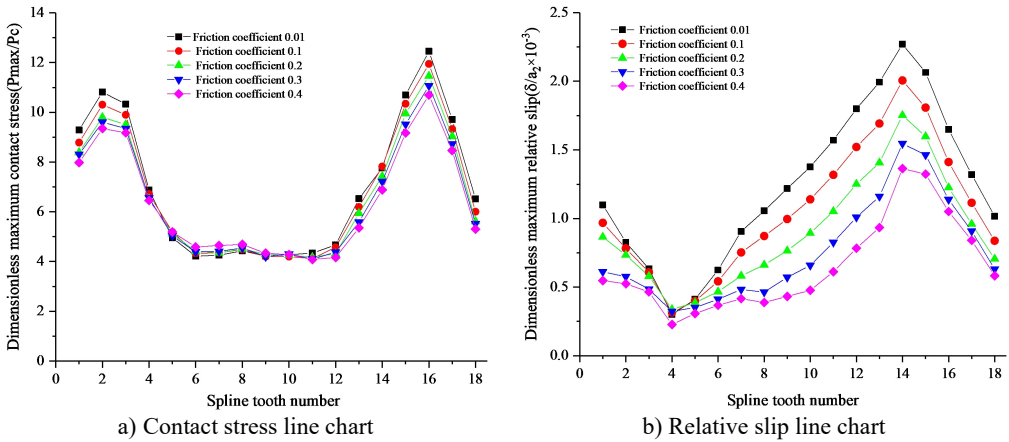 14
12
10
8
6
4
2
0
Dimensionless maximum contact stress(Pmax/Pc)
Friction coefficient 0.01
Friction coefficient 0.1
Friction coefficient 0.2
Friction coefficient 0.3
Friction coefficient 0.4
0 2 4 6 8 10 12 14 16 18
Spline tooth number
a) Contact stress line chart
2.5
2.0
1.5
1.0
0.5
0.0
Dimensionless maximum relative slip(δ/a₂×10⁻³)
Friction coefficient 0.01
Friction coefficient 0.1
Friction coefficient 0.2
Friction coefficient 0.3
Friction coefficient 0.4
0 2 4 6 8 10 12 14 16 18
Spline tooth number
b) Relative slip line chart